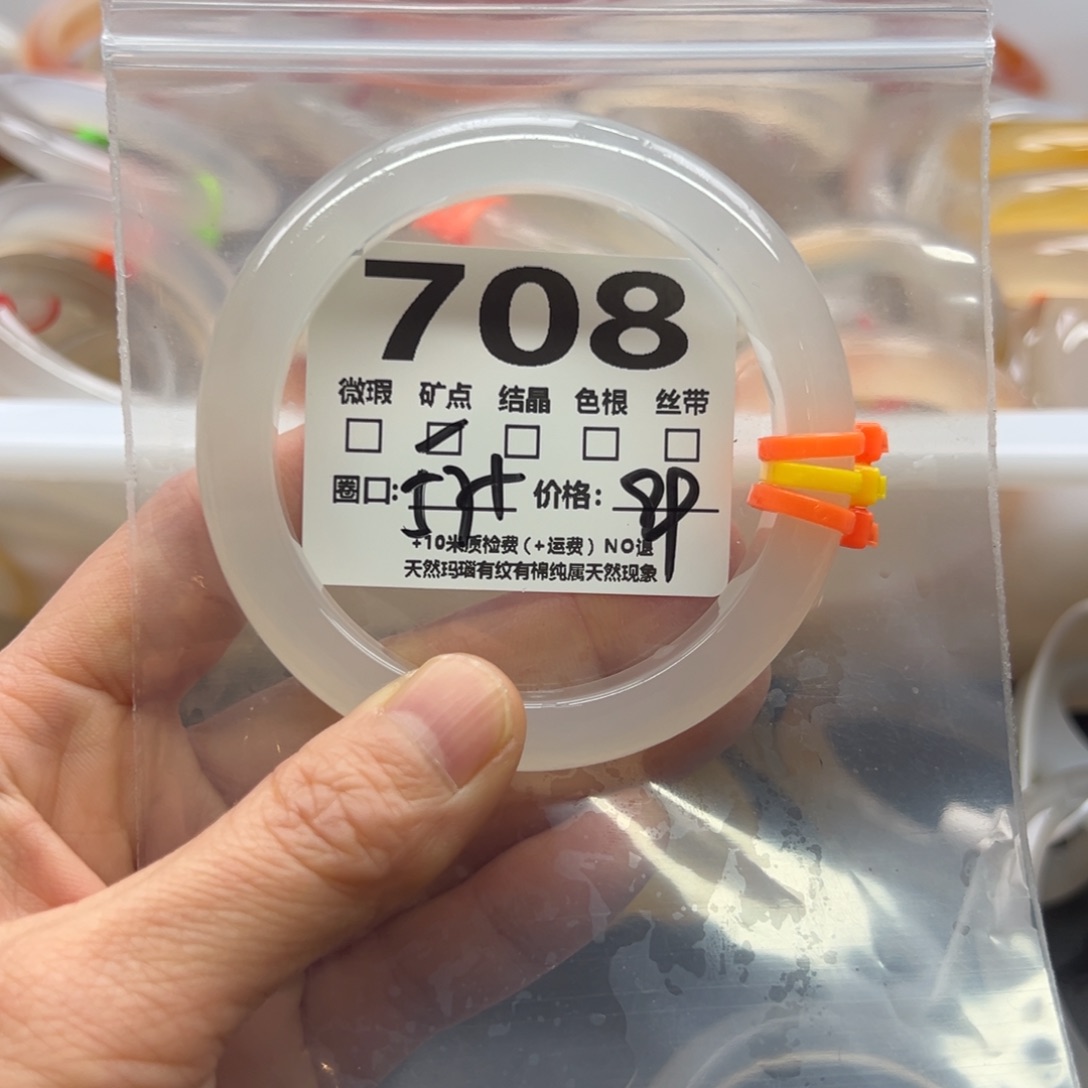 708
微瑕 矿点 结晶 色根 丝带
圈口: 价格:
+10米质检费(+运费)NO退
天然玛瑙有纹有棉纯属天然现象